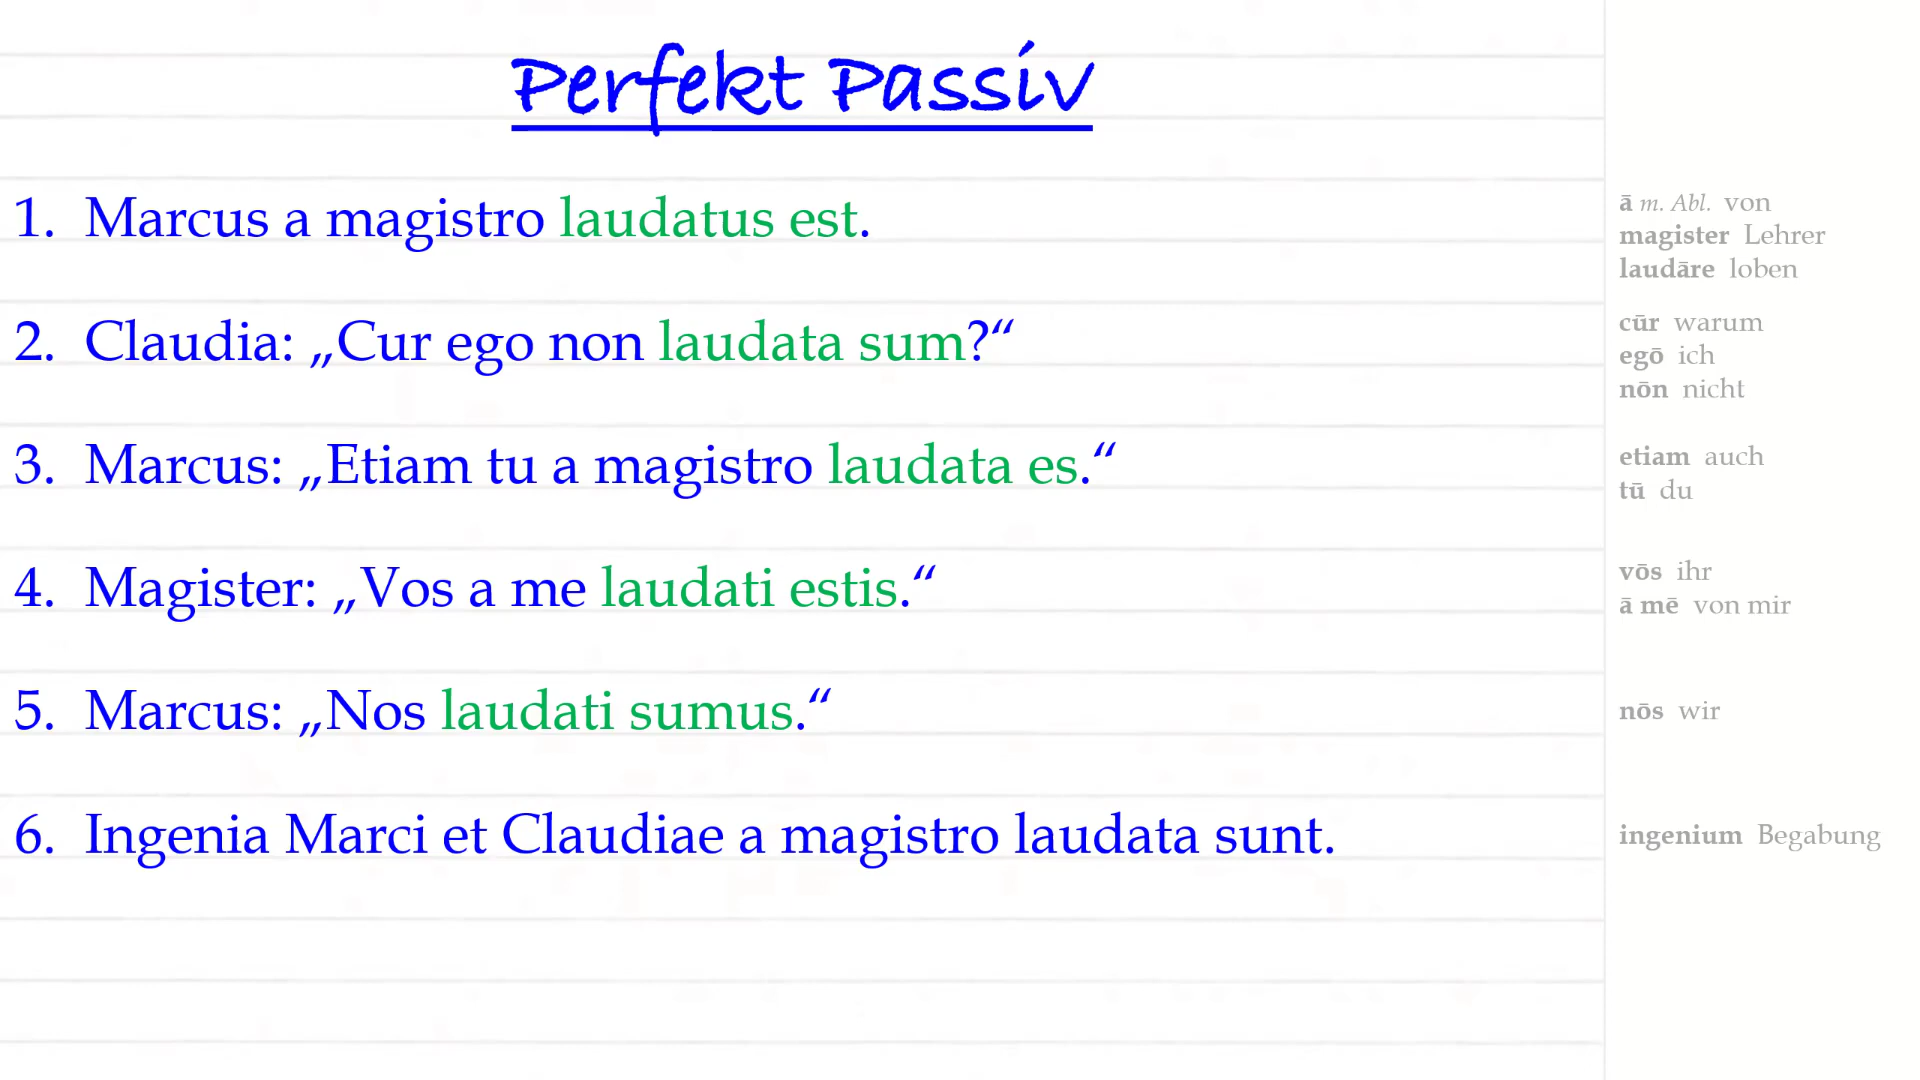 Perfekt Passiv
1. Marcus a magistro laudatus est.
2. Claudia: „Cur ego non laudata sum?“
3. Marcus: „Etiam tu a magistro laudata es.“
4. Magister: „Vos a me laudati estis.“
5. Marcus: „Nos laudati sumus.“
6. Ingenia Marci et Claudiae a magistro laudata sunt.
ā m. Abl. von
magister Lehrer
laudāre loben
cūr warum
egō ich
nōn nicht
etiam auch
tū du
vōs ihr
ā mē von mir
nōs wir
ingenium Begabung